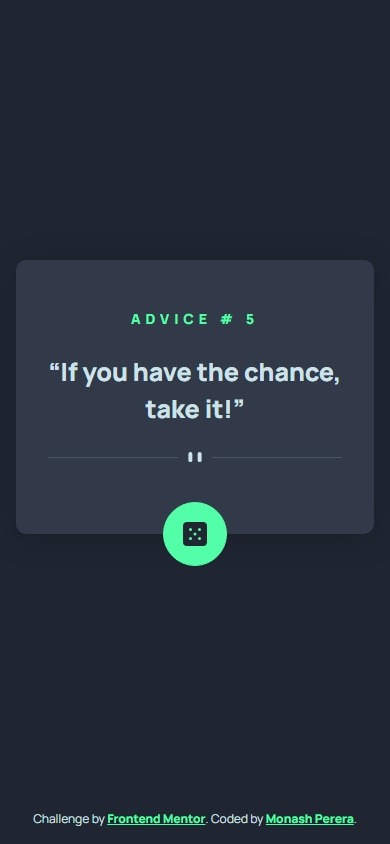 ADVICE # 5
“If you have the chance,
take it!”
Challenge by Frontend Mentor. Coded by Monash Perera.